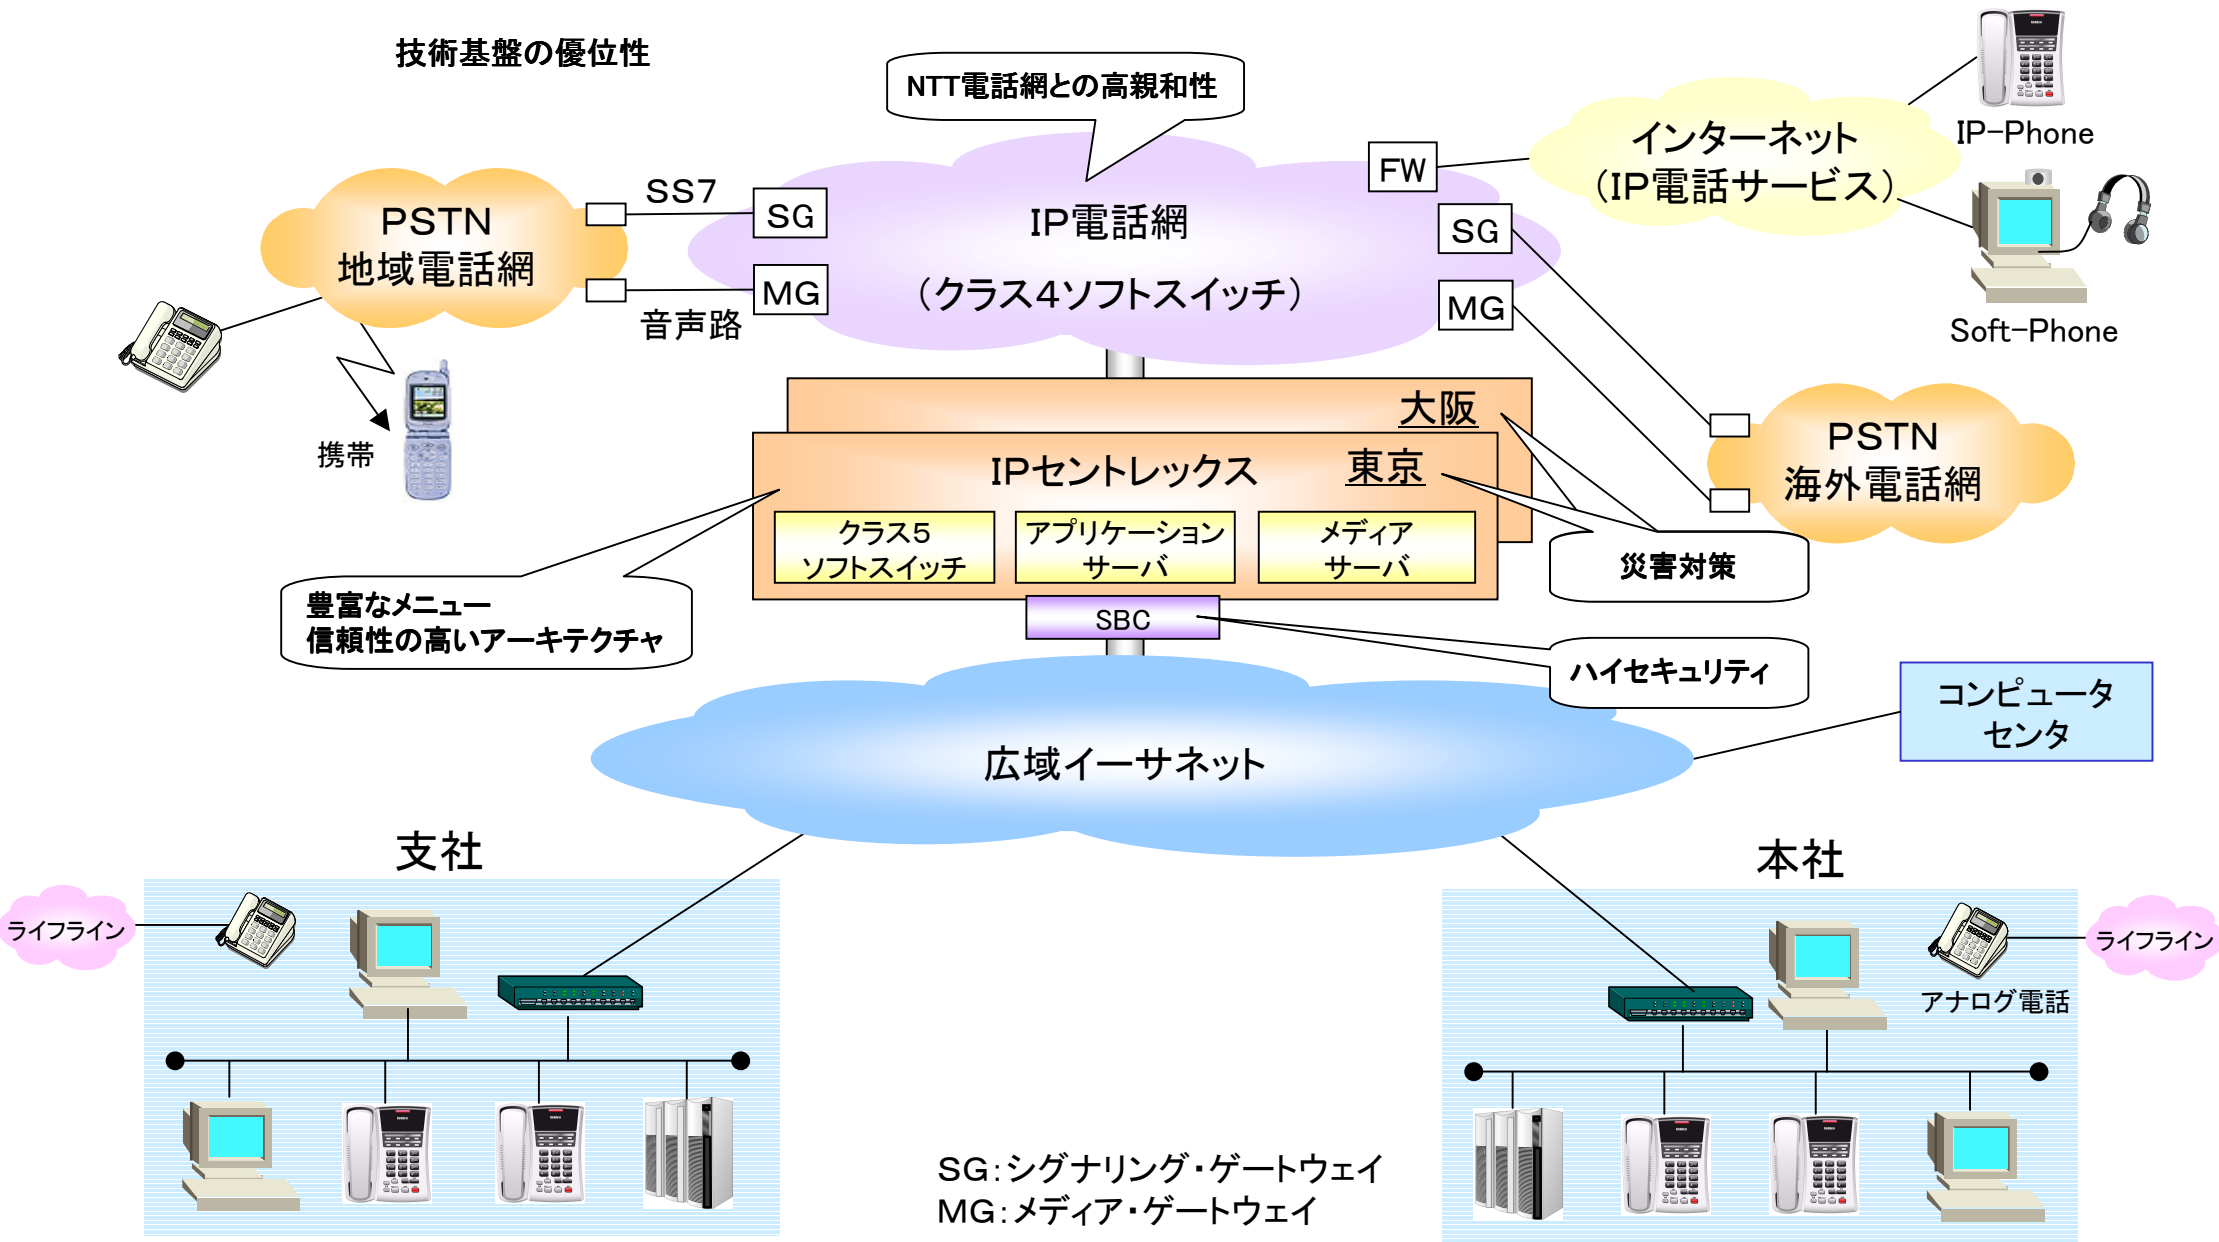 技術基盤の優位性
NTT電話網との高親和性
IP-Phone
インターネット
（IP電話サービス）
FW
SS7
SG
PSTN
地域電話網
IP電話網
SG
MG
（クラス4ソフトスイッチ）
MG
音声路
Soft-Phone
携帯
大阪
PSTN
海外電話網
IPセントレックス
東京
クラス5
ソフトスイッチ
アプリケーション
サーバ
メディア
サーバ
災害対策
豊富なメニュー
信頼性の高いアーキテクチャ
SBC
ハイセキュリティ
コンピュータ
センタ
広域イーサネット
支社
本社
ライフライン
ライフライン
アナログ電話
SG：シグナリング・ゲートウェイ
MG：メディア・ゲートウェイ